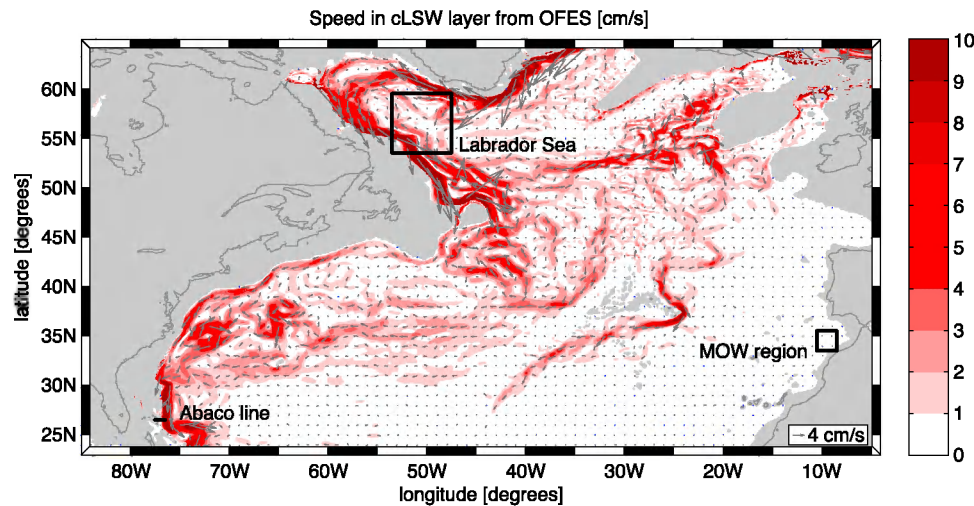 Speed in cLSW layer from OFES [cm/s]
60N
55N
50N
45N
40N
35N
30N
25N
latitude [degrees]
Labrador Sea
MOW region
Abaco line
4 cm/s
80W
70W
60W
50W
40W
30W
20W
10W
longitude [degrees]
10
9
8
7
6
5
4
3
2
1
0